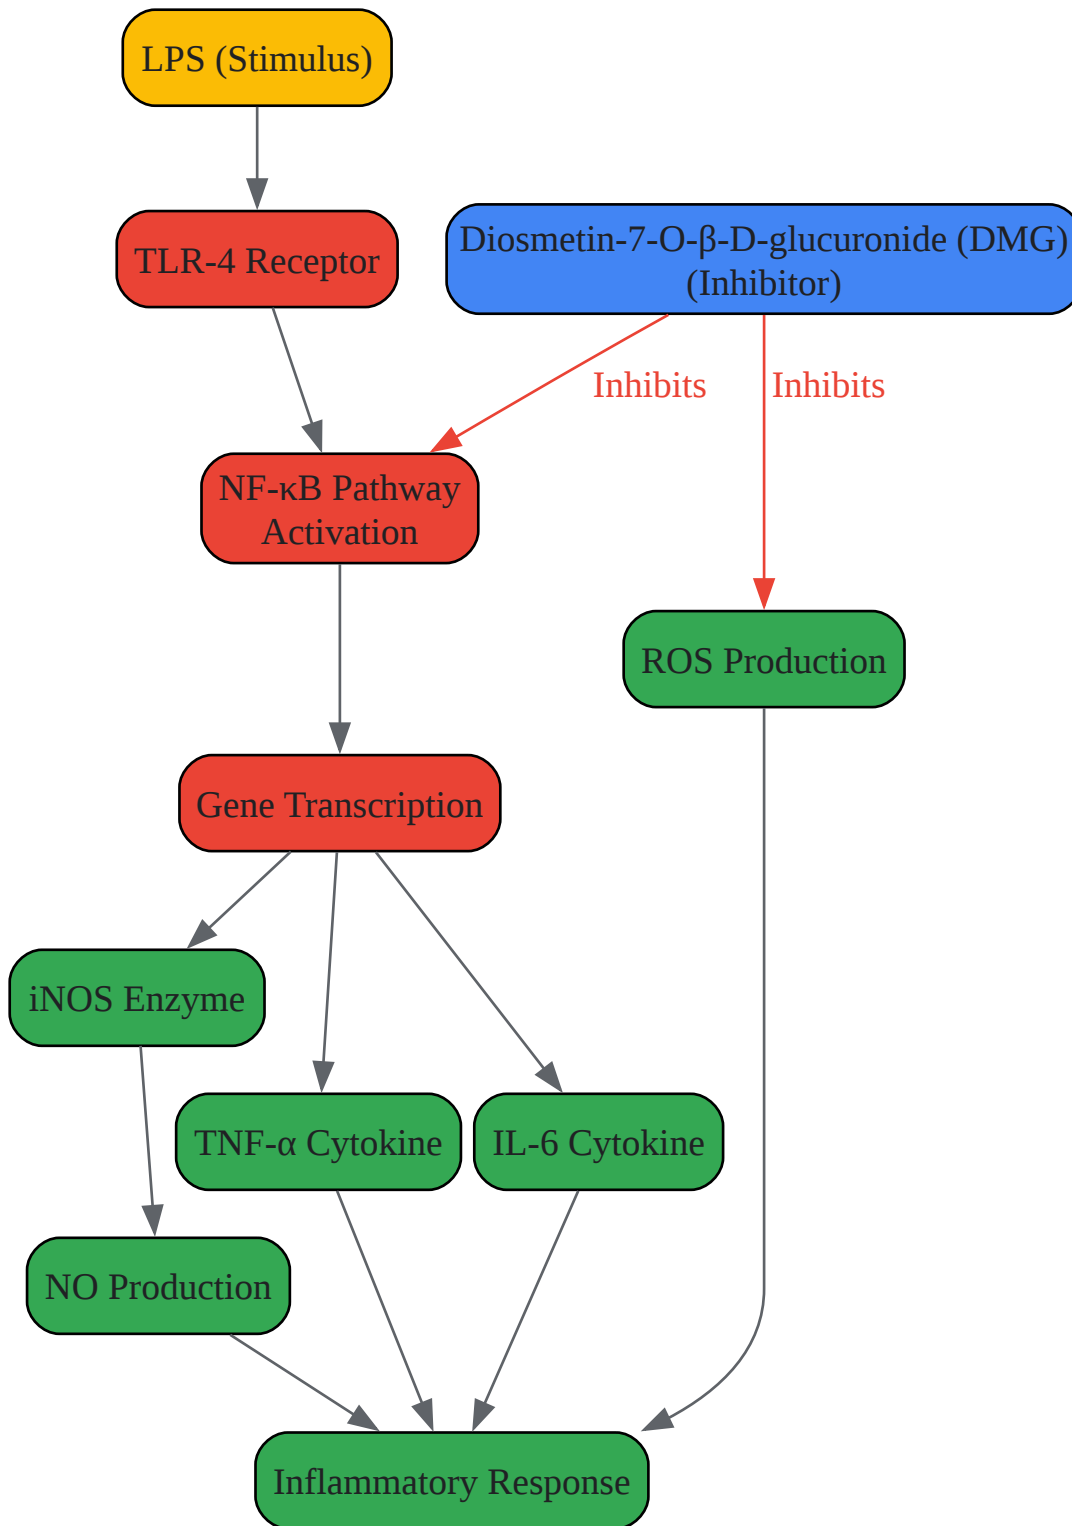 LPS (Stimulus)
TLR-4 Receptor
Diosmetin-7-O-β-D-glucuronide (DMG)
(Inhibitor)
Inhibits
Inhibits
NF-κB Pathway
Activation
ROS Production
Gene Transcription
iNOS Enzyme
TNF-α Cytokine
IL-6 Cytokine
NO Production
Inflammatory Response